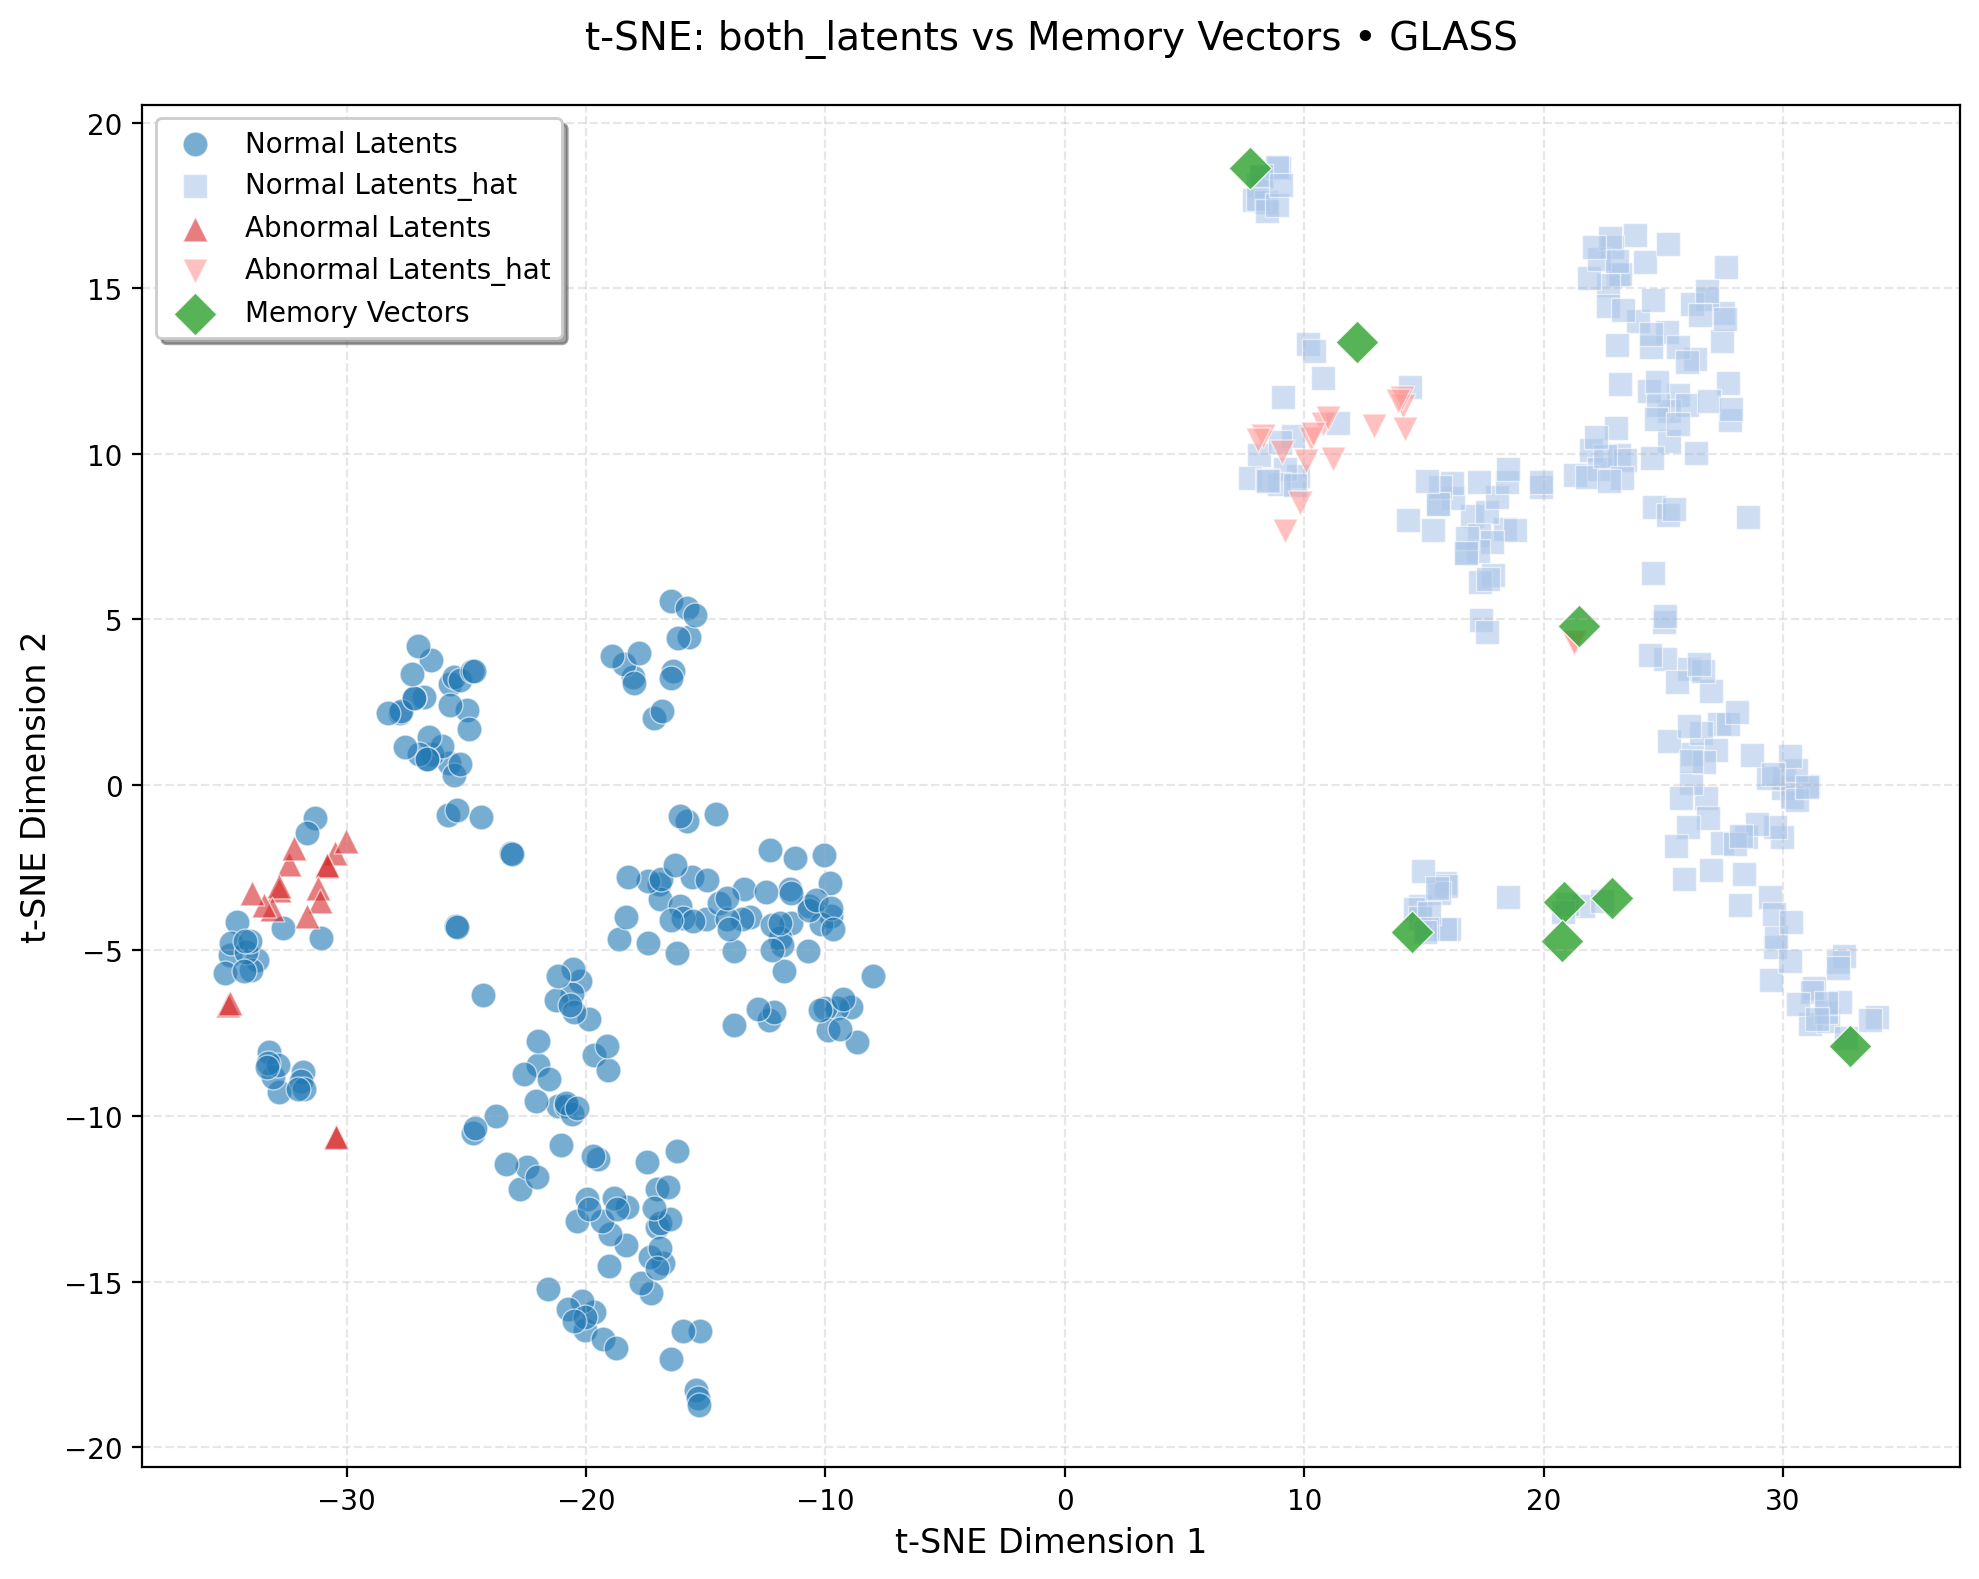 t-SNE: both_latents vs Memory Vectors • GLASS
Normal Latents
Normal Latents_hat
Abnormal Latents
Abnormal Latents_hat
Memory Vectors
t-SNE Dimension 2
20
15
10
5
0
−5
−10
−15
−20
−30
−20
−10
0
10
20
30
t-SNE Dimension 1